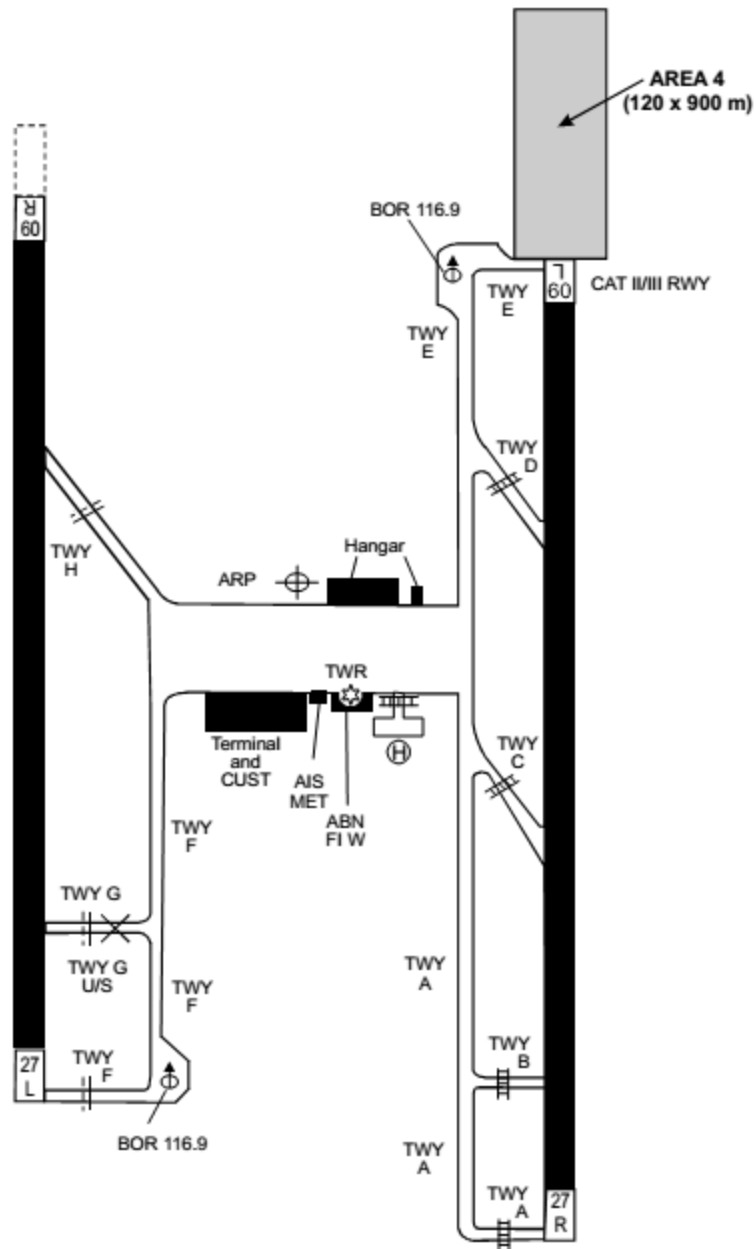 AREA 4
(120 x 900 m)
BOR 116.9
09
R
L
09
CAT II/III RWY
TWY
E
TWY
E
TWY
D
TWY
H
ARP
Hangar
TWR
Terminal
and
CUST
AIS
MET
ABN
FI W
H
TWY
C
TWY
F
TWY G
TWY G
U/S
TWY
F
TWY
A
27
L
TWY
F
TWY
B
BOR 116.9
TWY
A
TWY
A
27
R